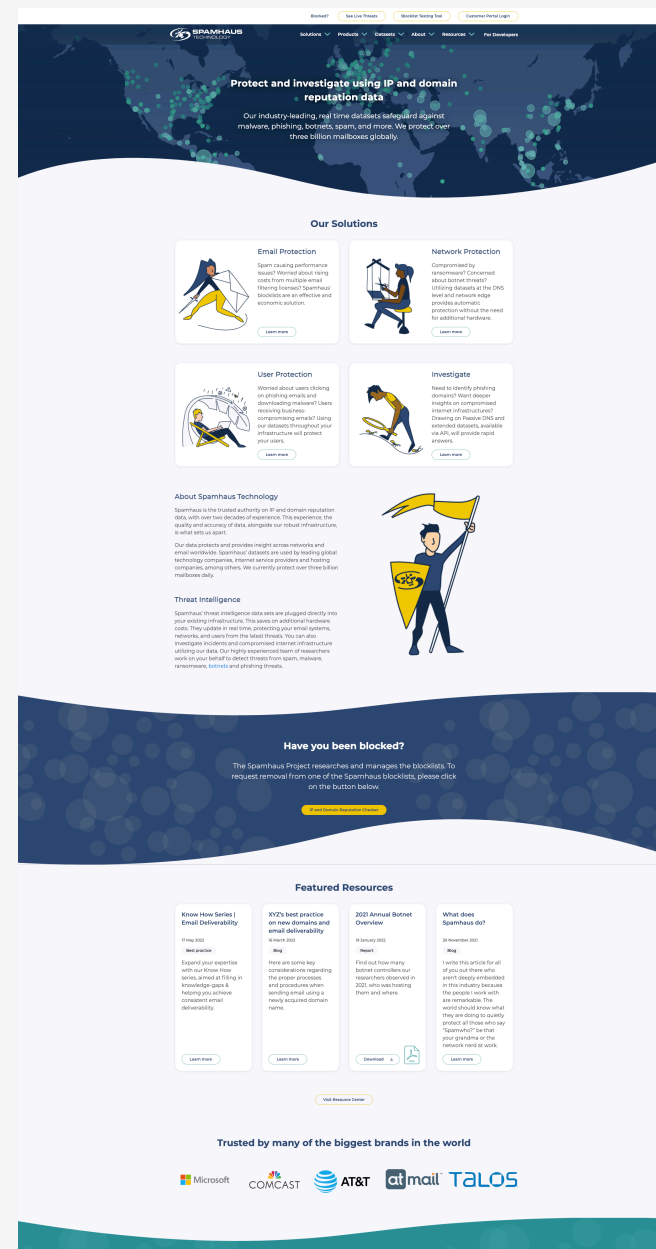 Blocked?
See Live Threats
Blocklist Testing Tool
Customer Portal Login
SPAMHAUS
TECHNOLOGY
Solutions
Products
Datasets
About
Resources
For Developers
Protect and investigate using IP and domain
reputation data
Our industry-leading, real time datasets safeguard against
malware, phishing, botnets, spam, and more. We protect over
three billion mailboxes globally.
Our Solutions
Email Protection
Spam causing performance
issues? Worried about rising
costs from multiple email
filtering licenses? Spamhaus'
blocklists are an effective and
economic solution.
Learn more
Network Protection
Compromised by
ransomware? Concerned
about botnet threats?
Utilizing datasets at the DNS
level and network edge
provides automatic
protection without the need
for additional hardware.
Learn more
User Protection
Worried about users clicking
on phishing emails and
downloading malware? Users
receiving business-
compromising emails? Using
our datasets throughout your
infrastructure will protect
your users.
Learn more
Investigate
Need to identify phishing
domains? Want deeper
insights on compromised
internet infrastructures?
Drawing on Passive DNS and
extended datasets, available
via API, will provide rapid
answers.
Learn more
About Spamhaus Technology
Spamhaus is the trusted authority on IP and domain reputation
data, with over two decades of experience. This experience, the
quality and accuracy of data, alongside our robust infrastructure,
is what sets us apart.
Our data protects and provides insight across networks and
email worldwide. Spamhaus' datasets are used by leading global
technology companies, internet service providers and hosting
companies, among others. We currently protect over three billion
mailboxes daily.
Threat Intelligence
Spamhaus' threat intelligence data sets are plugged directly into
your existing infrastructure. This saves on additional hardware
costs. They update in real time, protecting your email systems,
networks, and users from the latest threats. You can also
investigate incidents and compromised internet infrastructure
utilizing our data. Our highly experienced team of researchers
work on your behalf to detect threats from spam, malware,
ransomware, botnets and phishing threats.
Have you been blocked?
The Spamhaus Project researches and manages the blocklists. To
request removal from one of the Spamhaus blocklists, please click
on the button below.
IP and Domain Reputation Checker
Featured Resources
Know How Series |
Email Deliverability
17 May 2022
Best practice
Expand your expertise
with our Know How
series, aimed at filling in
knowledge-gaps &
helping you achieve
consistent email
deliverability
Learn more
XYZ's best practice
on new domains and
email deliverability
16 March 2022
Blog
Here are some key
considerations regarding
the proper processes
and procedures when
sending email using a
newly acquired domain
name.
Learn more
2021 Annual Botnet
Overview
19 January 2022
Report
Find out how many
botnet controllers our
researchers observed in
2021, who was hosting
them and where.
Download
What does
Spamhaus do?
30 November 2021
Blog
I write this article for all
of you out there who
aren't deeply embedded
in this industry because
the people I work with
are remarkable. The
world should know what
they are doing to quietly
protect all those who say
"Spamwho?" be that
your grandma or the
network nerd at work.
Learn more
Visit Resource Center
Trusted by many of the biggest brands in the world
Microsoft
COMCAST
AT&T
atmail
TALOS